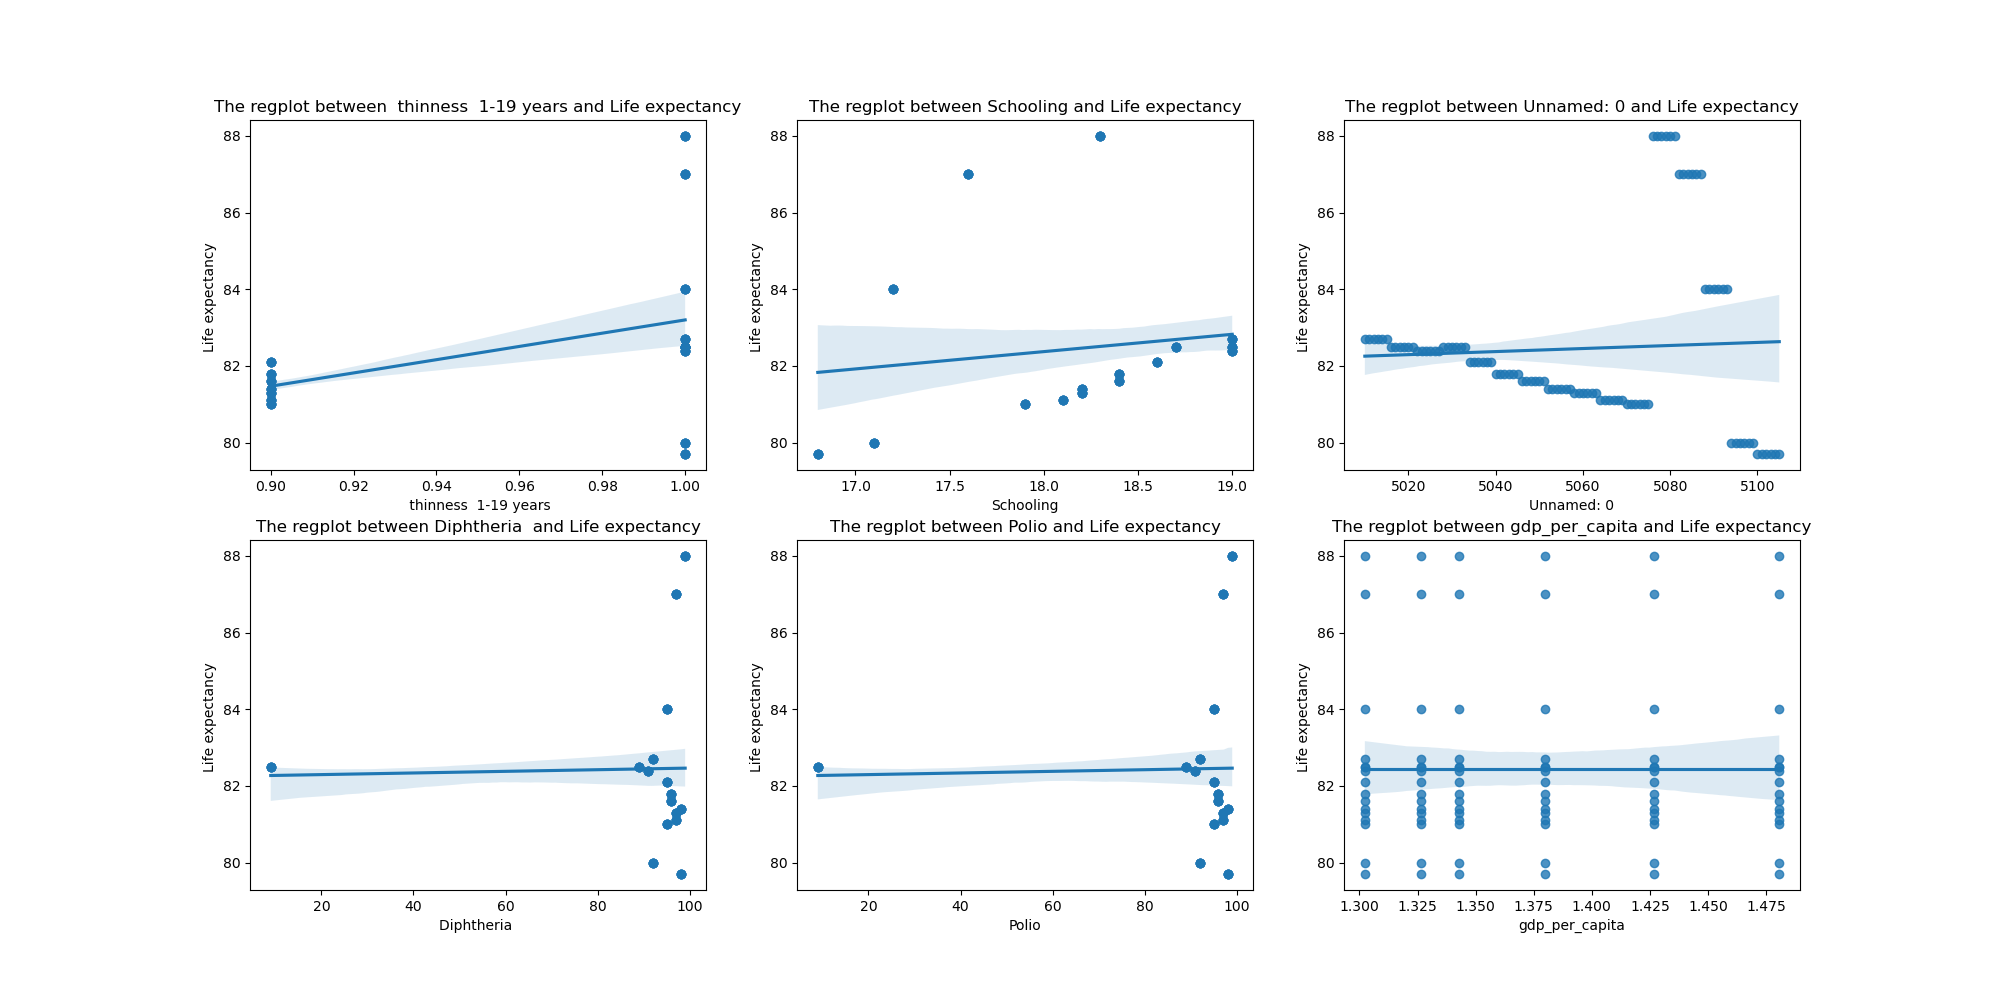 The regplot between  thinness  1-19 years and Life expectancy
88
86
84
82
80
Life expectancy
0.90 0.92 0.94 0.96 0.98 1.00
thinness  1-19 years
The regplot between Schooling and Life expectancy
88
86
84
82
80
Life expectancy
17.0 17.5 18.0 18.5 19.0
Schooling
The regplot between Unnamed: 0 and Life expectancy
88
86
84
82
80
Life expectancy
5020 5040 5060 5080 5100
Unnamed: 0
The regplot between Diphtheria  and Life expectancy
88
86
84
82
80
Life expectancy
20 40 60 80 100
Diphtheria
The regplot between Polio and Life expectancy
88
86
84
82
80
Life expectancy
20 40 60 80 100
Polio
The regplot between gdp_per_capita and Life expectancy
88
86
84
82
80
Life expectancy
1.300 1.325 1.350 1.375 1.400 1.425 1.450 1.475
gdp_per_capita